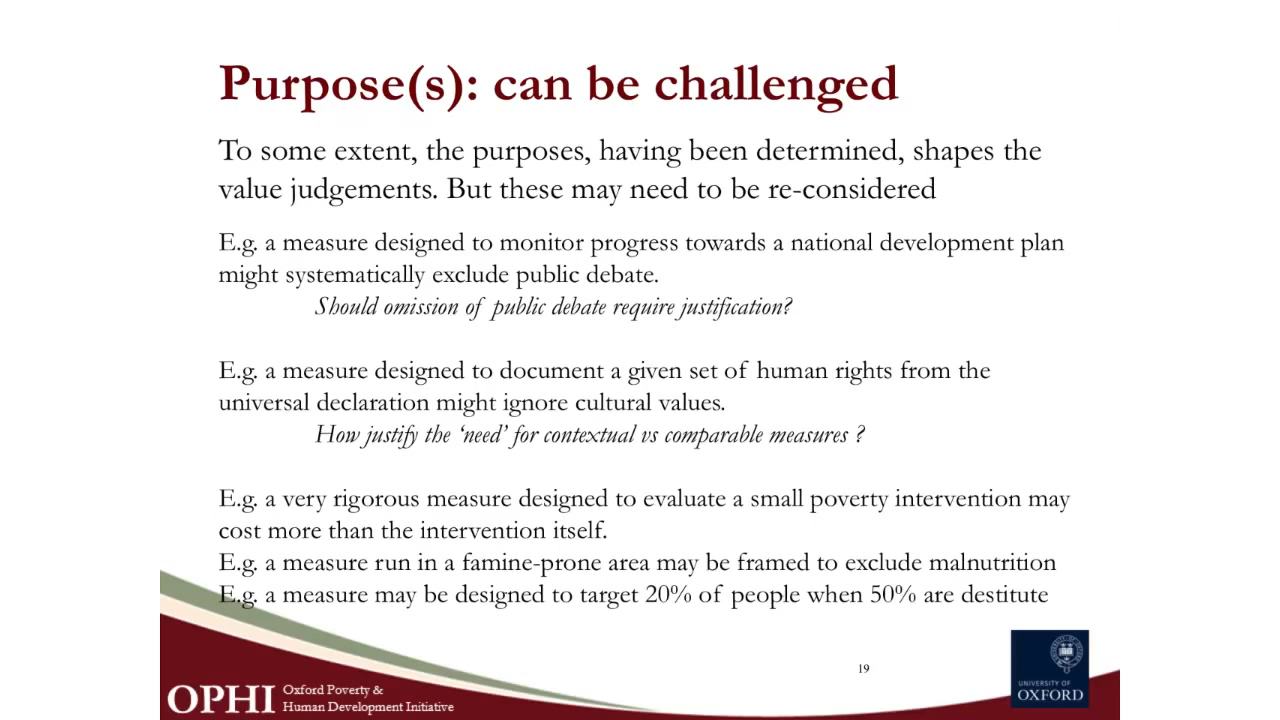 Purpose(s): can be challenged
To some extent, the purposes, having been determined, shapes the
value judgements. But these may need to be re-considered
E.g. a measure designed to monitor progress towards a national development plan
might systematically exclude public debate.
Should omission of public debate require justification?
E.g. a measure designed to document a given set of human rights from the
universal declaration might ignore cultural values.
How justify the ‘need’ for contextual vs comparable measures ?
E.g. a very rigorous measure designed to evaluate a small poverty intervention may
cost more than the intervention itself.
E.g. a measure run in a famine-prone area may be framed to exclude malnutrition
E.g. a measure may be designed to target 20% of people when 50% are destitute
19
OPHI
Oxford Poverty &
Human Development Initiative
UNIVERSITY OF
OXFORD